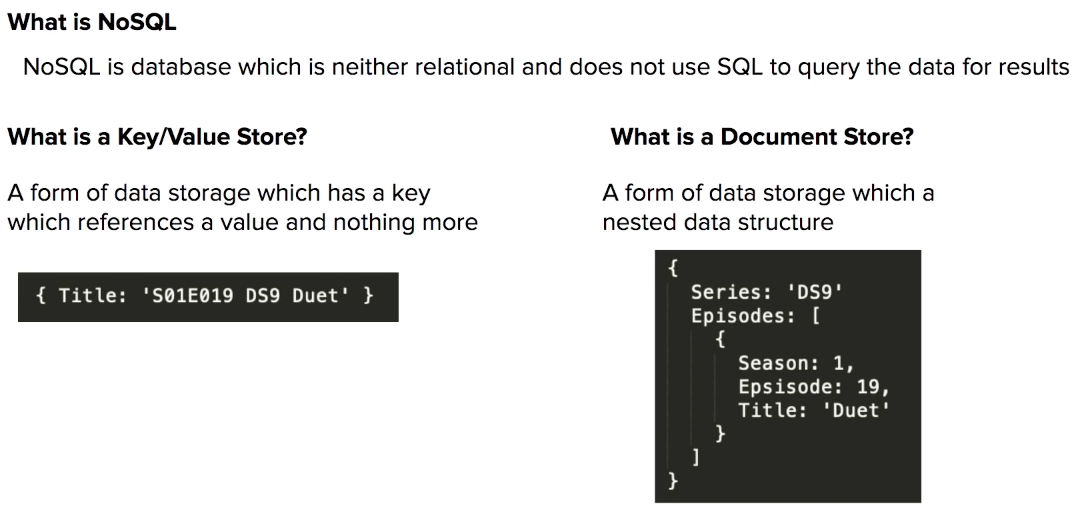 What is NoSQL
NoSQL is database which is neither relational and does not use SQL to query the data for results
What is a Key/Value Store?
A form of data storage which has a key
which references a value and nothing more
{ Title: 'S01E019 DS9 Duet' }
What is a Document Store?
A form of data storage which a
nested data structure
{
Series: 'DS9'
Episodes: [
{
Season: 1,
Epsisode: 19,
Title: 'Duet'
}
]
}